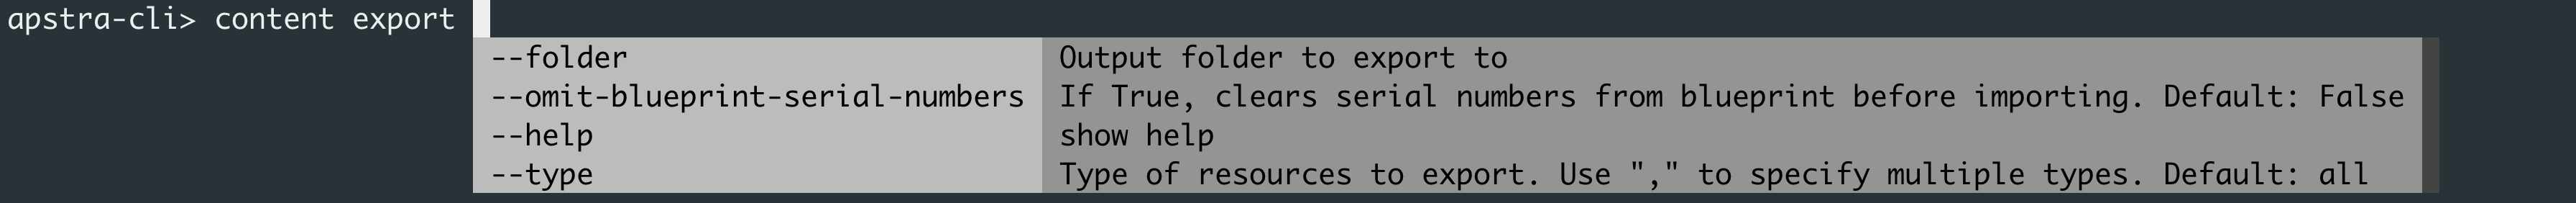 apstra-cli> content export
--folder Output folder to export to
--omit-blueprint-serial-numbers If True, clears serial numbers from blueprint before importing. Default: False
--help show help
--type Type of resources to export. Use "," to specify multiple types. Default: all